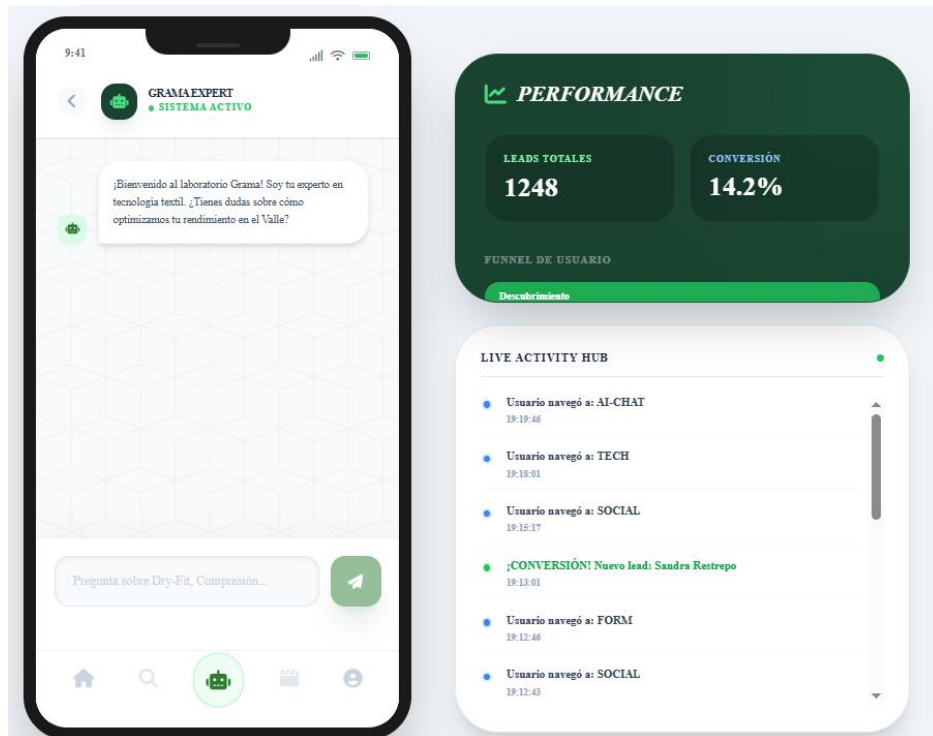 9:41
GRAMA EXPERT
SISTEMA ACTIVO
¡Bienvenido al laboratorio Grama! Soy tu experto en
tecnología textil. ¿Tienes dudas sobre cómo
optimizamos tu rendimiento en el Valle?
Pregunta sobre Dry-Fit, Compresión...
PERFORMANCE
LEADS TOTALES
1248
CONVERSIÓN
14.2%
FUNNEL DE USUARIO
Descubrimiento
LIVE ACTIVITY HUB
Usuario navegó a: AI-CHAT
19:19:46
Usuario navegó a: TECH
19:18:01
Usuario navegó a: SOCIAL
19:15:17
¡CONVERSIÓN! Nuevo lead: Sandra Restrepo
19:13:01
Usuario navegó a: FORM
19:12:46
Usuario navegó a: SOCIAL
19:12:43